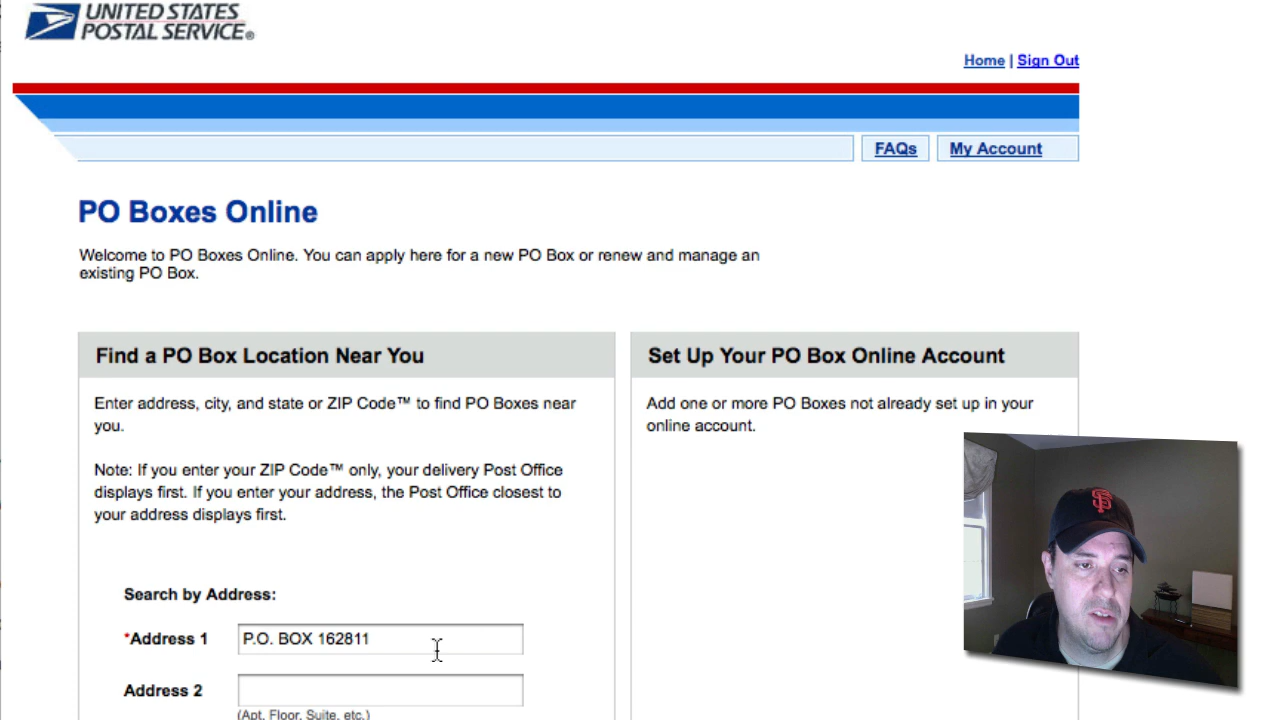 UNITED STATES
POSTAL SERVICE®
Home | Sign Out
FAQs
My Account
PO Boxes Online
Welcome to PO Boxes Online. You can apply here for a new PO Box or renew and manage an
existing PO Box.
Find a PO Box Location Near You
Enter address, city, and state or ZIP Code™ to find PO Boxes near
you.
Note: If you enter your ZIP Code™ only, your delivery Post Office
displays first. If you enter your address, the Post Office closest to
your address displays first.
Search by Address:
*Address 1
P.O. BOX 162811
Address 2
(Apt, Floor, Suite, etc.)
Set Up Your PO Box Online Account
Add one or more PO Boxes not already set up in your
online account.
SF